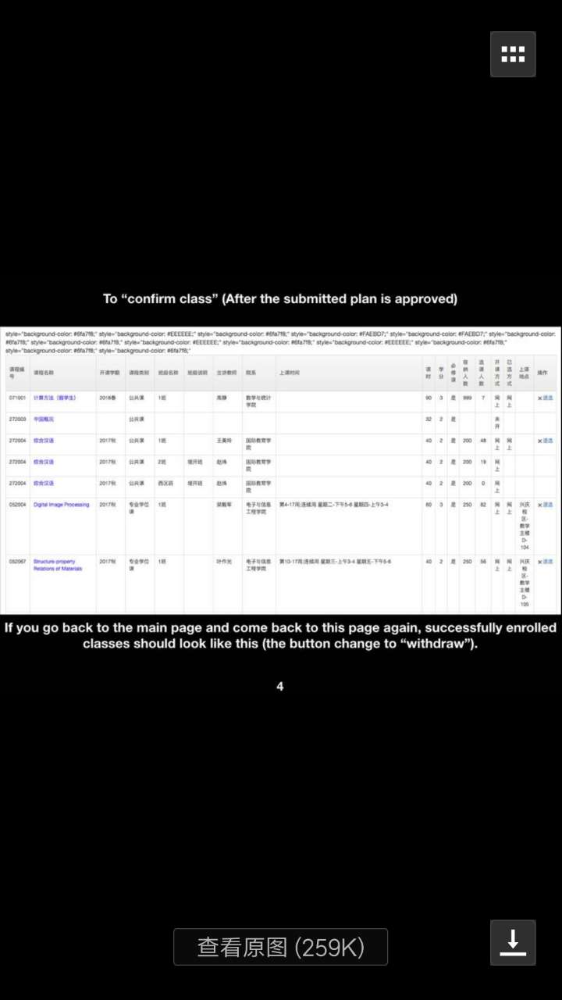 To “confirm class” (After the submitted plan is approved)
style="background-color: #6fa7f8;" style="background-color: #EEEEEE;" style="background-color: #6fa7f8;" style="background-color: #FAEBD7;" style="background-color: #FAEBD7;" style="background-color:
#6fa7f8;" style="background-color: #6fa7f8;" style="background-color: #EEEEEE;" style="background-color: #6fa7f8;" style="background-color: #EEEEEE;" style="background-color: #6fa7f8;"
style="background-color: #6fa7f8;" style="background-color: #6fa7f8;"
课程编号 课程名称 开课学期 课程类别 班级名称 班级说明 主讲教师 院系 上课时间 课时 学分 必修课 容纳人数 选课人数 开课方式 已选方式 上课地点 操作
071001 计算方法（留学生） 2018春 公共课 1班 数学与统计学院 90 3 是 999 7 网上 网上 ×退选
272003 中国概况 公共课 32 2 是 未开
272004 综合汉语 2017秋 公共课 1班 王美玲 国际教育学院 40 2 是 200 48 网上 网上 ×退选
272004 综合汉语 2017秋 公共课 2班 增开班 国际教育学院 40 2 是 200 19 网上
272004 综合汉语 2017秋 公共课 西区班 增开班 国际教育学院 40 2 是 200 0 网上
052004 Digital Image Processing 2017秋 专业学位课 1班 电子与信息工程学院 第4-17周;连续周 星期二-下午5-6 星期四-上午3-4 60 3 是 250 82 网上 网上 兴庆校区-教学主楼D-104 ×退选
052067 Structure-property Relations of Materials 2017秋 专业学位课 1班 叶作光 电子与信息工程学院 第10-17周;连续周 星期三-上午3-4 星期五-下午5-6 40 2 是 250 56 网上 网上 兴庆校区-教学主楼D-105 ×退选
If you go back to the main page and come back to this page again, successfully enrolled
classes should look like this (the button change to “withdraw”).
4
查看原图 (259K)